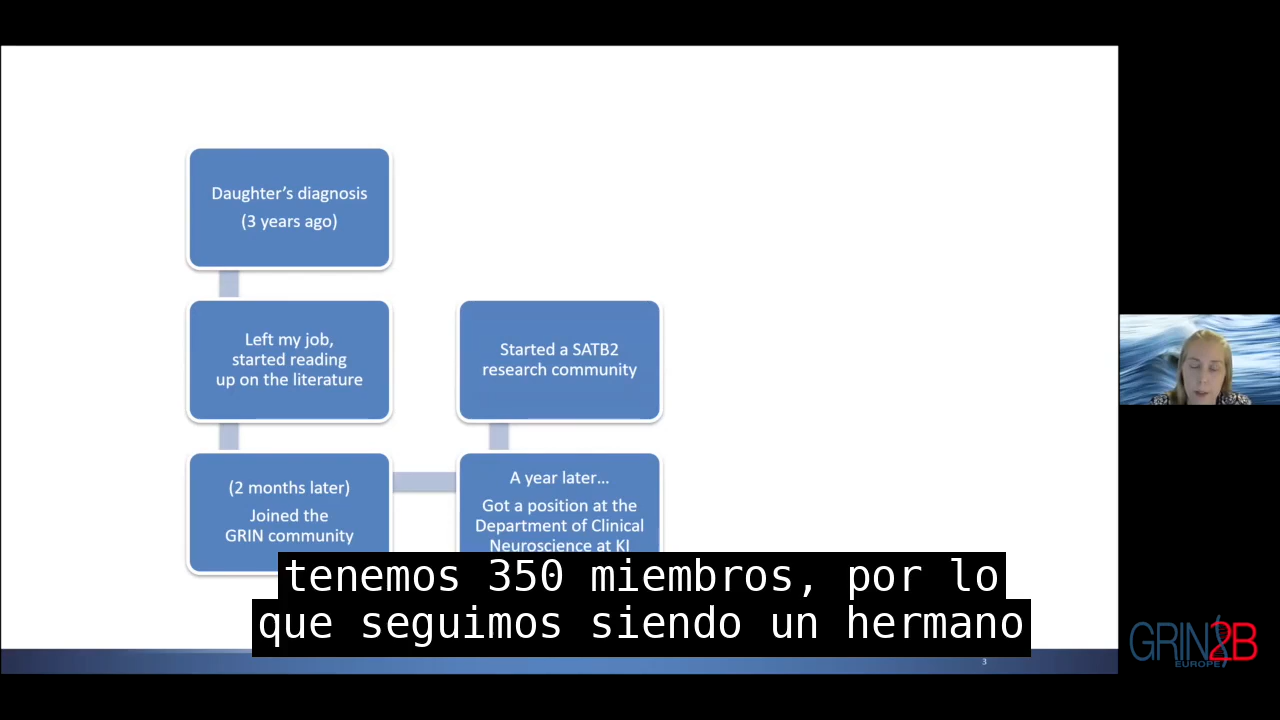 Daughter’s diagnosis
(3 years ago)
Left my job,
started reading
up on the literature
(2 months later)
Joined the
GRIN community
Started a SATB2
research community
A year later…
Got a position at the
Department of Clinical
Neuroscience at KI
tenemos 350 miembros, por lo
que seguimos siendo un hermano
3
GRIN2B
EUROPE